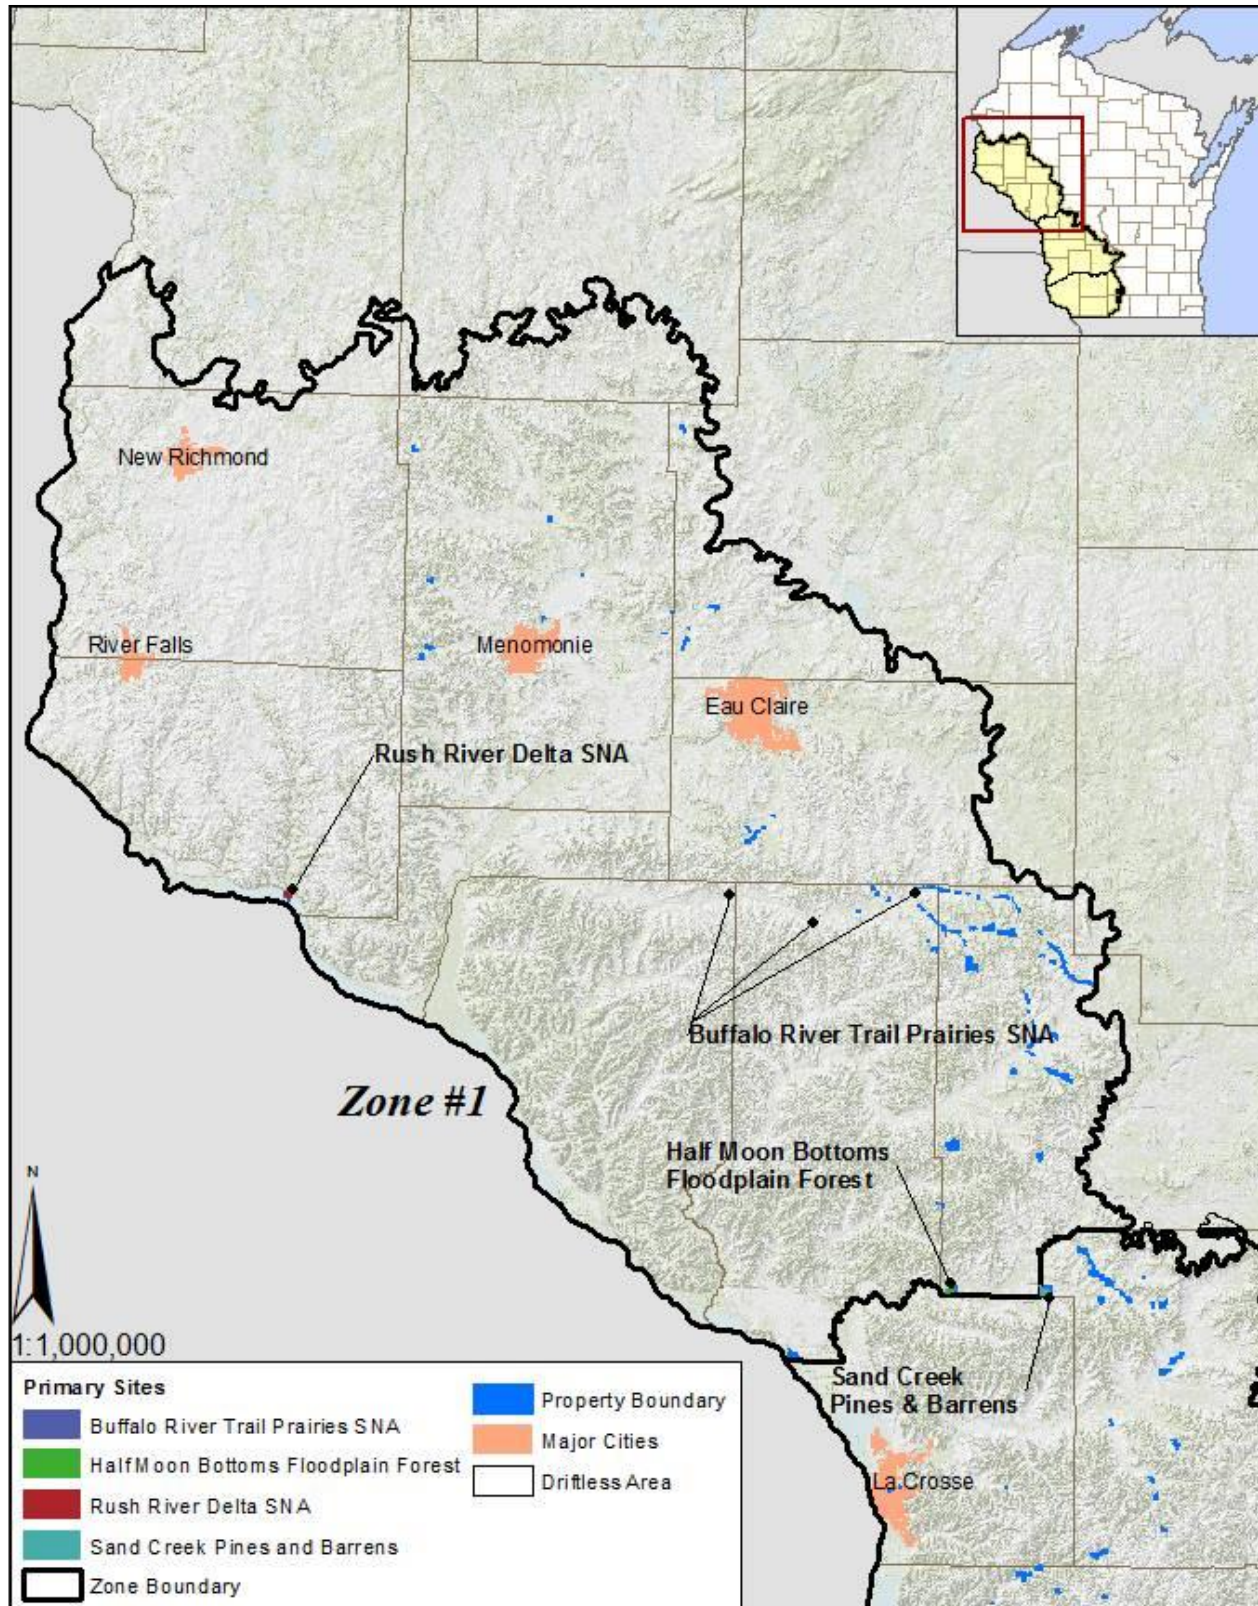 New Richmond
River Falls
Menomonie
Eau Claire
Rush River Delta SNA
Buffalo River Trail Prairies SNA
Zone #1
Half Moon Bottoms
Floodplain Forest
N
1:1,000,000
Sand Creek
Pines & Barrens
La Crosse
Primary Sites
Buffalo River Trail Prairies SNA
Half Moon Bottoms Floodplain Forest
Rush River Delta SNA
Sand Creek Pines and Barrens
Zone Boundary
Property Boundary
Major Cities
Driftless Area